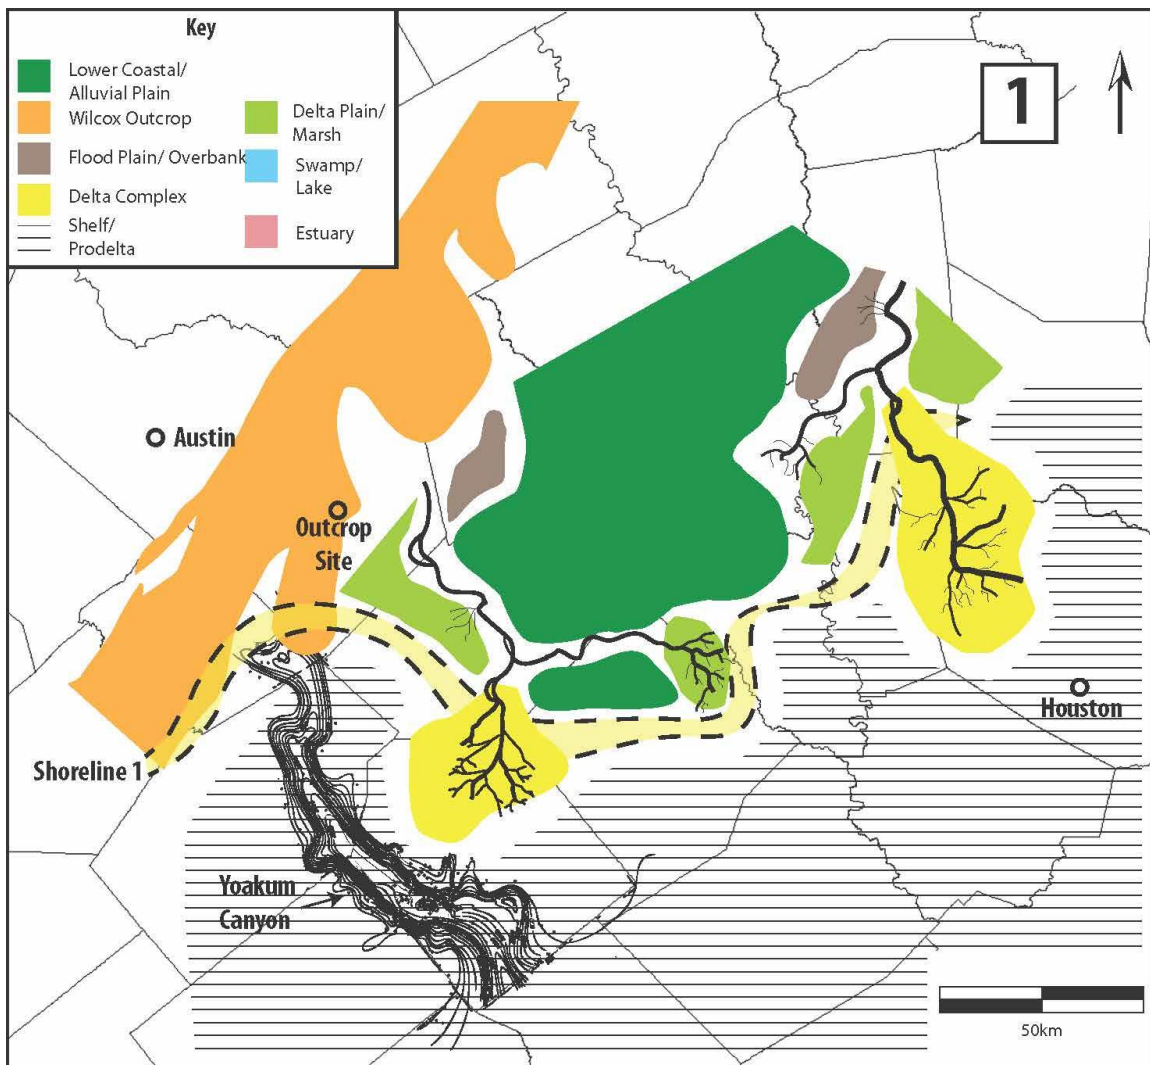 Key
Lower Coastal/
Alluvial Plain
Wilcox Outcrop
Flood Plain/ Overbank
Delta Complex
Shelf/
Prodelta
Delta Plain/
Marsh
Swamp/
Lake
Estuary
1
Austin
Outcrop
Site
Shoreline 1
Houston
Yoakum
Canyon
50km